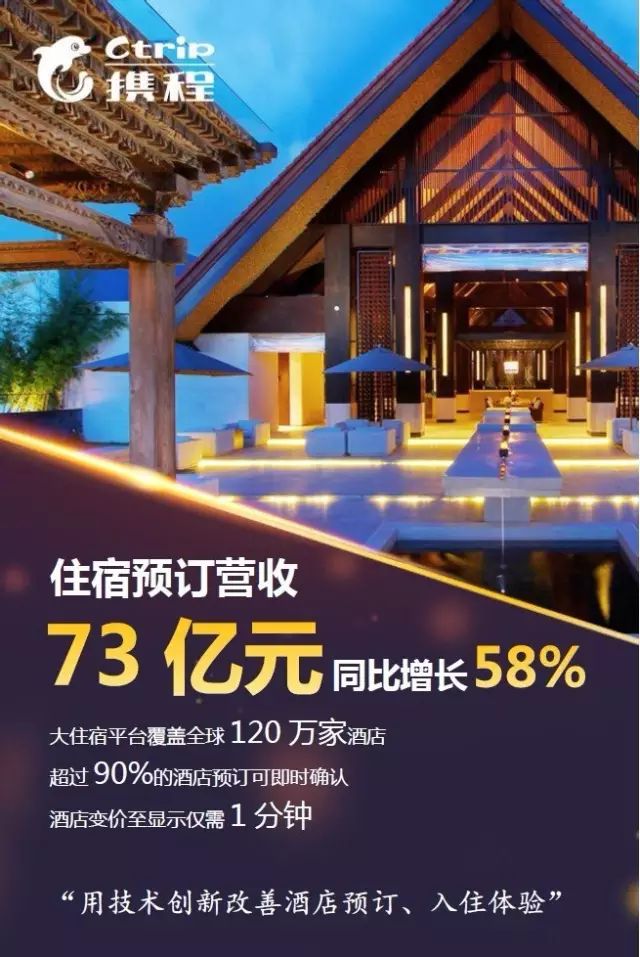 Ctrip
携程
住宿预订营收
73 亿元 同比增长 58%
大住宿平台覆盖全球 120 万家酒店
超过 90%的酒店预订可即时确认
酒店变价至显示仅需 1 分钟
“用技术创新改善酒店预订、入住体验”